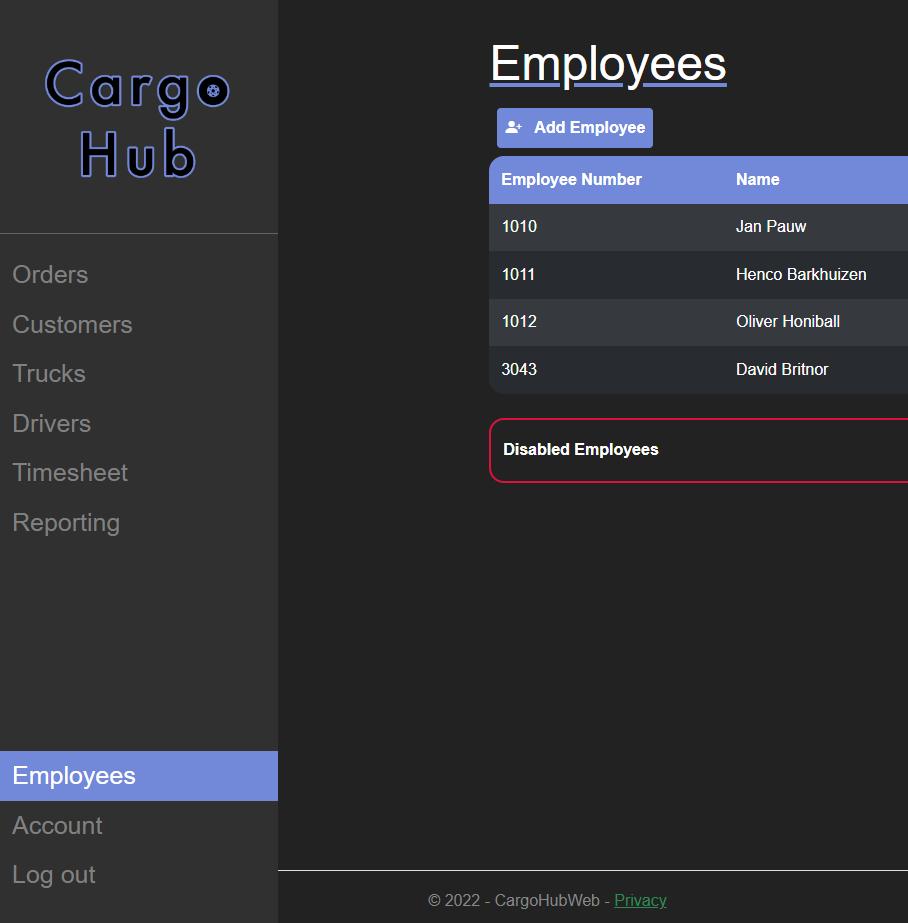 Cargo
Hub
Orders
Customers
Trucks
Drivers
Timesheet
Reporting
Employees
Account
Log out
Employees
Add Employee
Employee Number Name
1010 Jan Pauw
1011 Henco Barkhuizen
1012 Oliver Honiball
3043 David Britnor
Disabled Employees
© 2022 - CargoHubWeb - Privacy